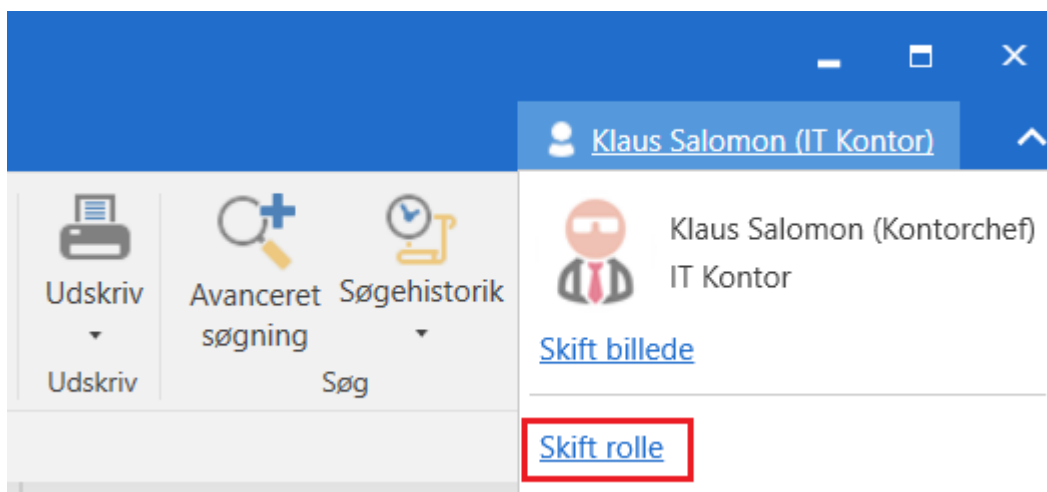 Klaus Salomon (IT Kontor)
Klaus Salomon (Kontorchef)
IT Kontor
Skift billede
Skift rolle
Udskriv
Avanceret
søgning
Søgehistorik
Udskriv
Søg